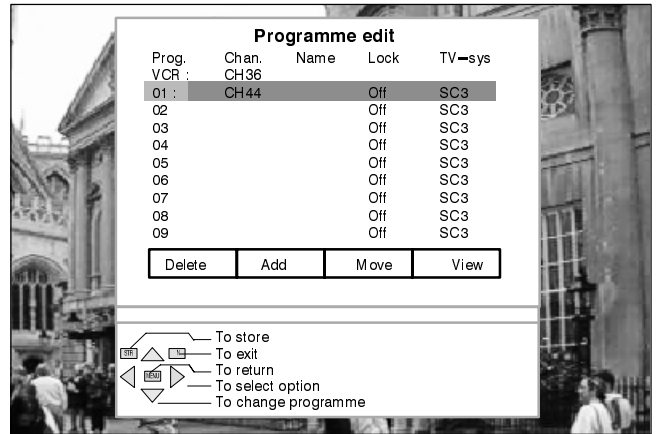 Programme edit
Prog. Chan. Name Lock TV-sys
VCR : CH36
01 : CH44 Off SC3
02 Off SC3
03 Off SC3
04 Off SC3
05 Off SC3
06 Off SC3
07 Off SC3
08 Off SC3
09 Off SC3
Delete Add Move View
To store
STR
To exit
To return
MENU
To select option
To change programme